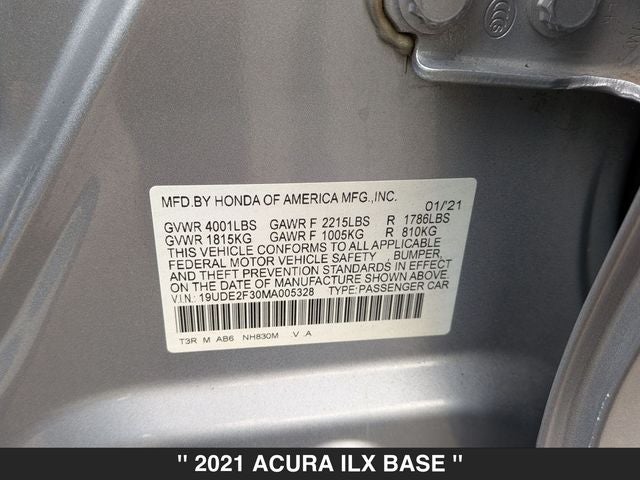 CCC
MFD.BY HONDA OF AMERICA MFG.,INC. 01/'21
GVWR 4001LBS GAWR F 2215LBS R 1786LBS
GVWR 1815KG GAWR F 1005KG R 810KG
THIS VEHICLE CONFORMS TO ALL APPLICABLE
FEDERAL MOTOR VEHICLE SAFETY, BUMPER,
AND THEFT PREVENTION STANDARDS IN EFFECT
ON THE DATE OF MANUFACTURE SHOWN ABOVE.
V.I.N.: 19UDE2F30MA005328 TYPE:PASSENGER CAR
T3R M AB6 NH830M V .A
" 2021 ACURA ILX BASE "